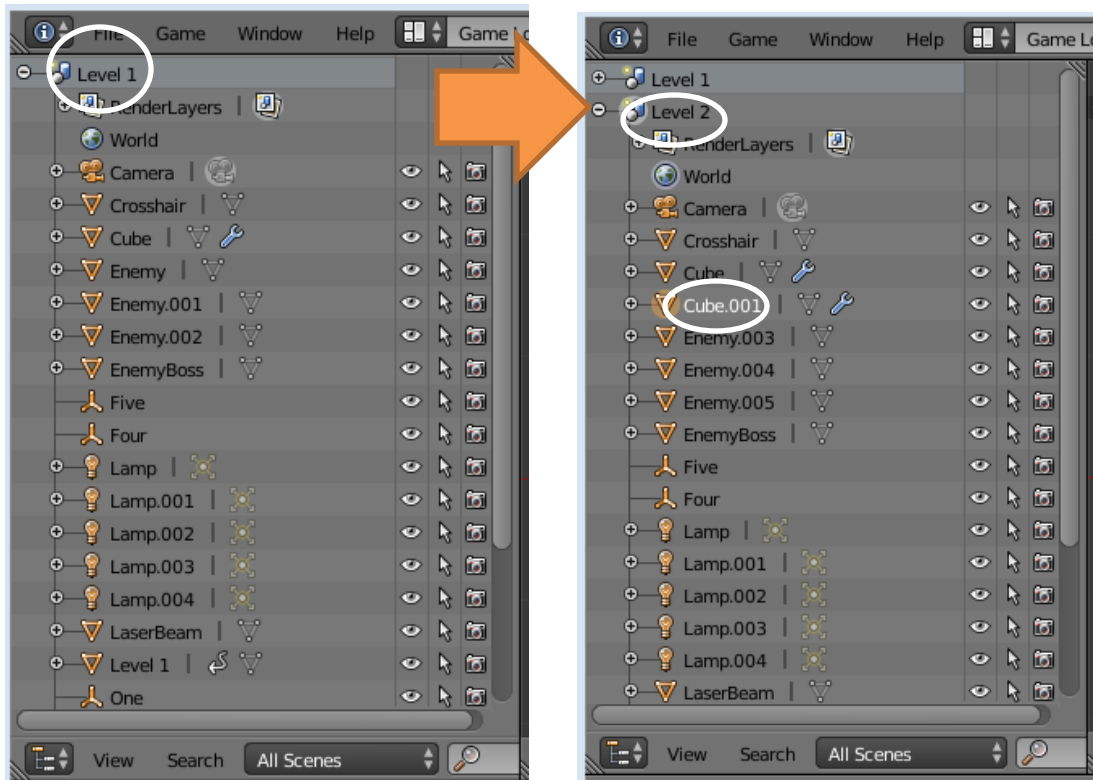 File Game Window Help Game Lo
Level 1
RenderLayers
World
Camera
Crosshair
Cube
Enemy
Enemy.001
Enemy.002
EnemyBoss
Five
Four
Lamp
Lamp.001
Lamp.002
Lamp.003
Lamp.004
LaserBeam
Level 1
One
View Search All Scenes
File Game Window Help Game Lo
Level 1
Level 2
RenderLayers
World
Camera
Crosshair
Cube
Cube.001
Enemy.003
Enemy.004
Enemy.005
EnemyBoss
Five
Four
Lamp
Lamp.001
Lamp.002
Lamp.003
Lamp.004
LaserBeam
View Search All Scenes